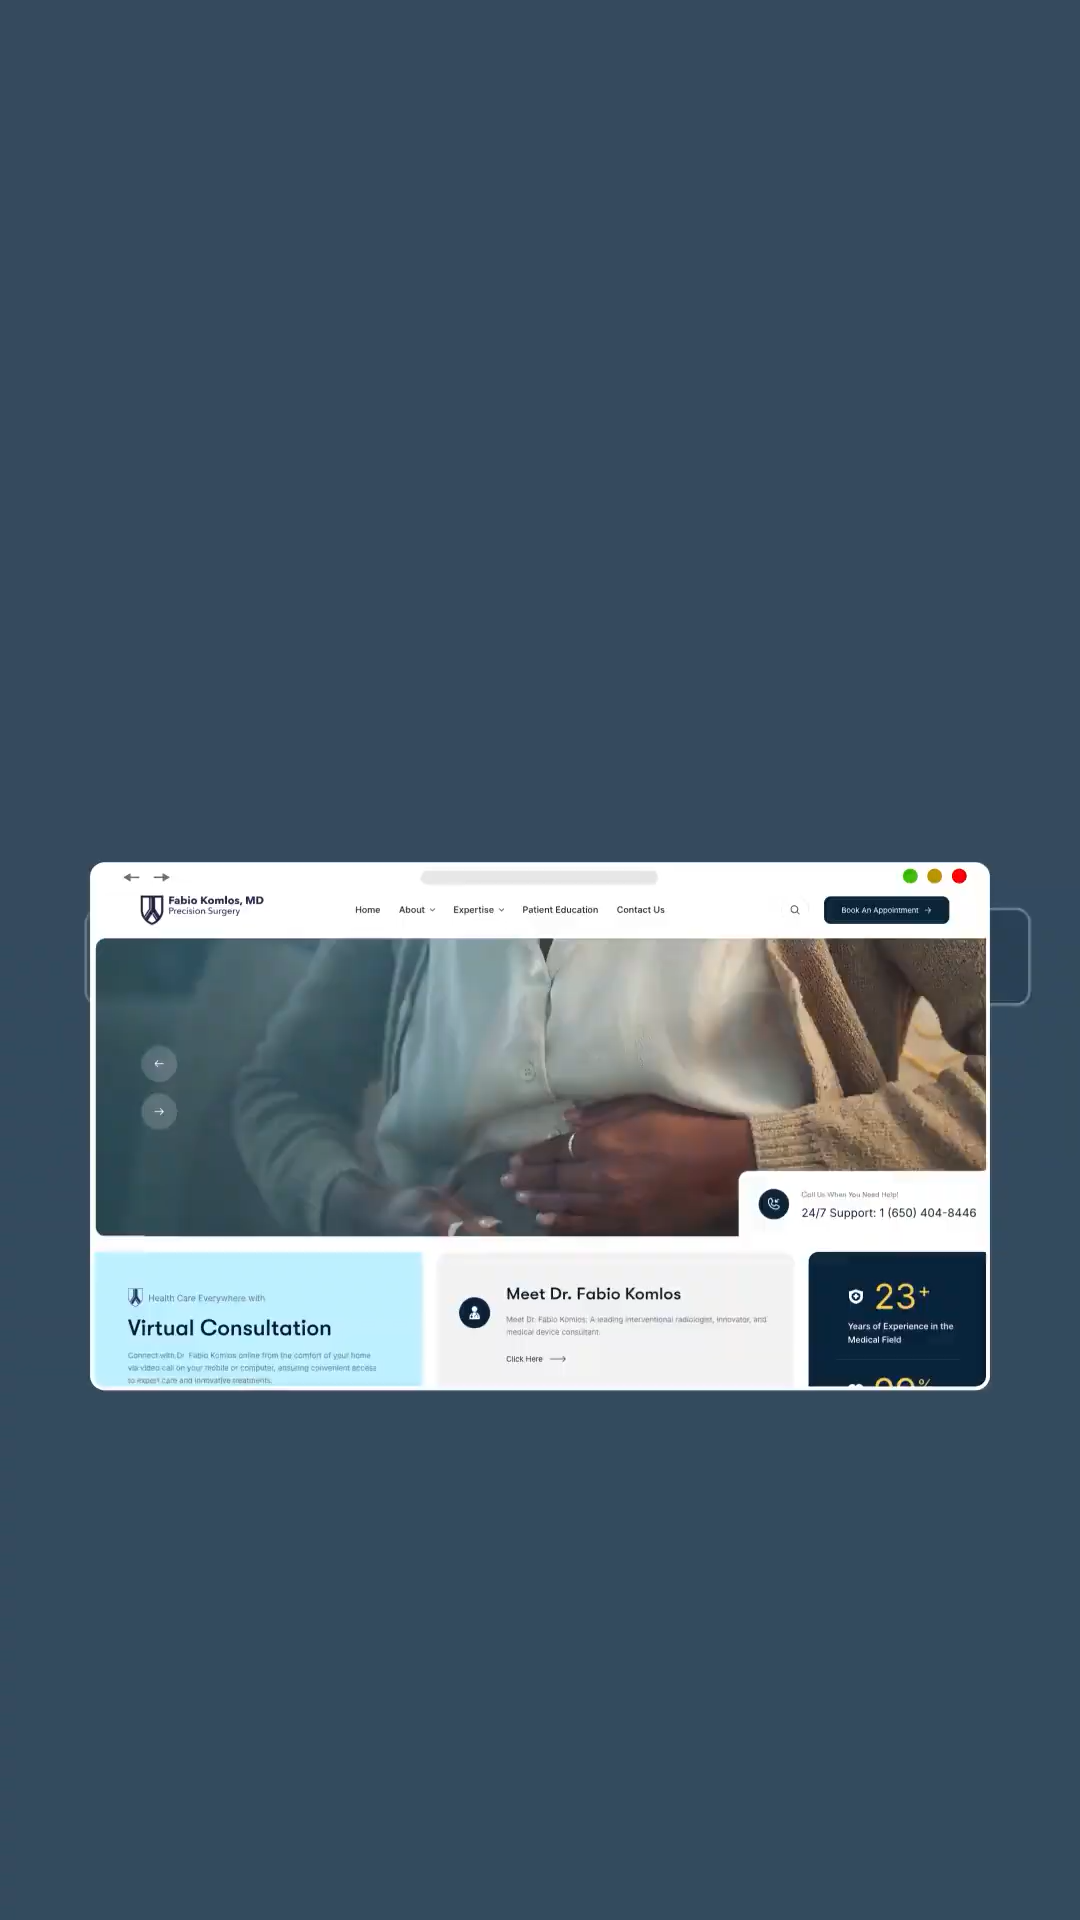 Fabio Komlos, MD
Precision Surgery
Home
About
Expertise
Patient Education
Contact Us
Book An Appointment
Call Us When You Need Help!
24/7 Support: 1 (650) 404-8446
Health Care Everywhere with
Virtual Consultation
Connect with Dr. Fabio Komlos online from the comfort of your home
via video call on your mobile or computer, ensuring convenient access
to expert care and innovative treatments.
Meet Dr. Fabio Komlos
Meet Dr. Fabio Komlos: A leading interventional radiologist, innovator, and
medical device consultant.
Click Here
23+
Years of Experience in the
Medical Field